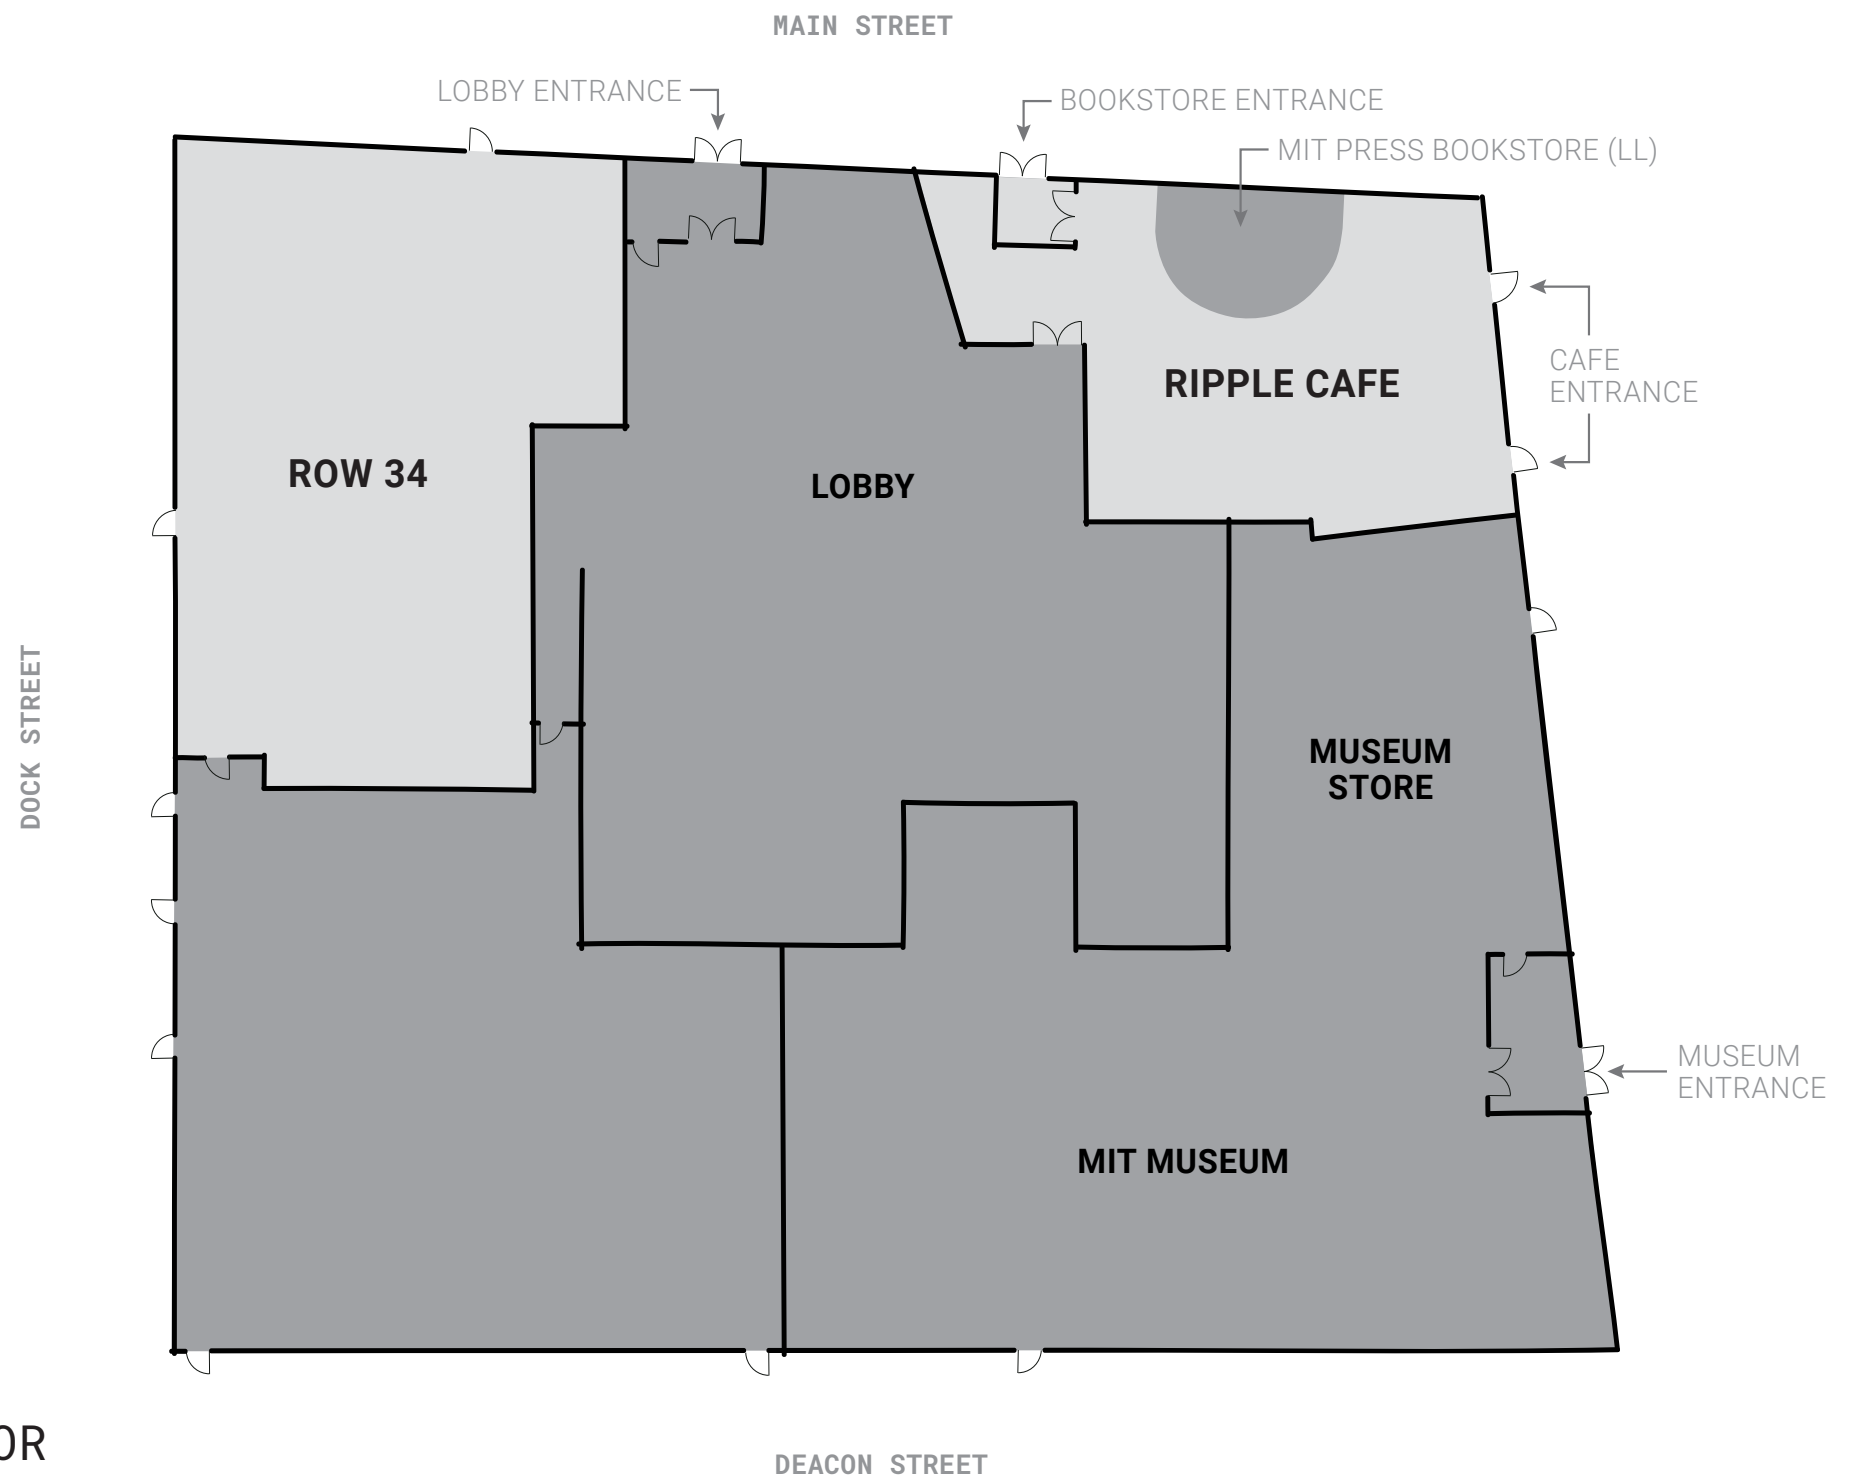 MAIN STREET
LOBBY ENTRANCE
BOOKSTORE ENTRANCE
MIT PRESS BOOKSTORE (LL)
CAFE
ENTRANCE
RIPPLE CAFE
ROW 34
LOBBY
DOCK STREET
MUSEUM
STORE
MUSEUM
ENTRANCE
MIT MUSEUM
OR
DEACON STREET